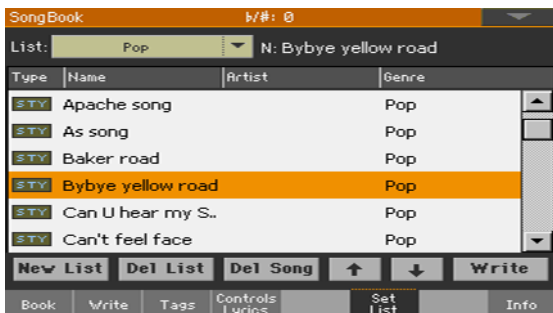 SongBook ♭/#: 0
List: Pop N: Bybye yellow road
Type Name Artist Genre
STY Apache song Pop
STY As song Pop
STY Baker road Pop
STY Bybye yellow road Pop
STY Can U hear my S.. Pop
STY Can't feel face Pop
New List Del List Del Song Write
Book Write Tags Controls Lyrics Set List Info